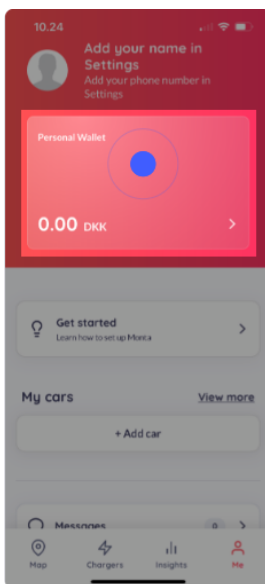 10.24
Add your name in
Settings
Add your phone number in
Settings
Personal Wallet
0.00 DKK
Get started
Learn how to set up Monta
My cars
View more
+ Add car
Messages
0
Map
Chargers
Insights
Me